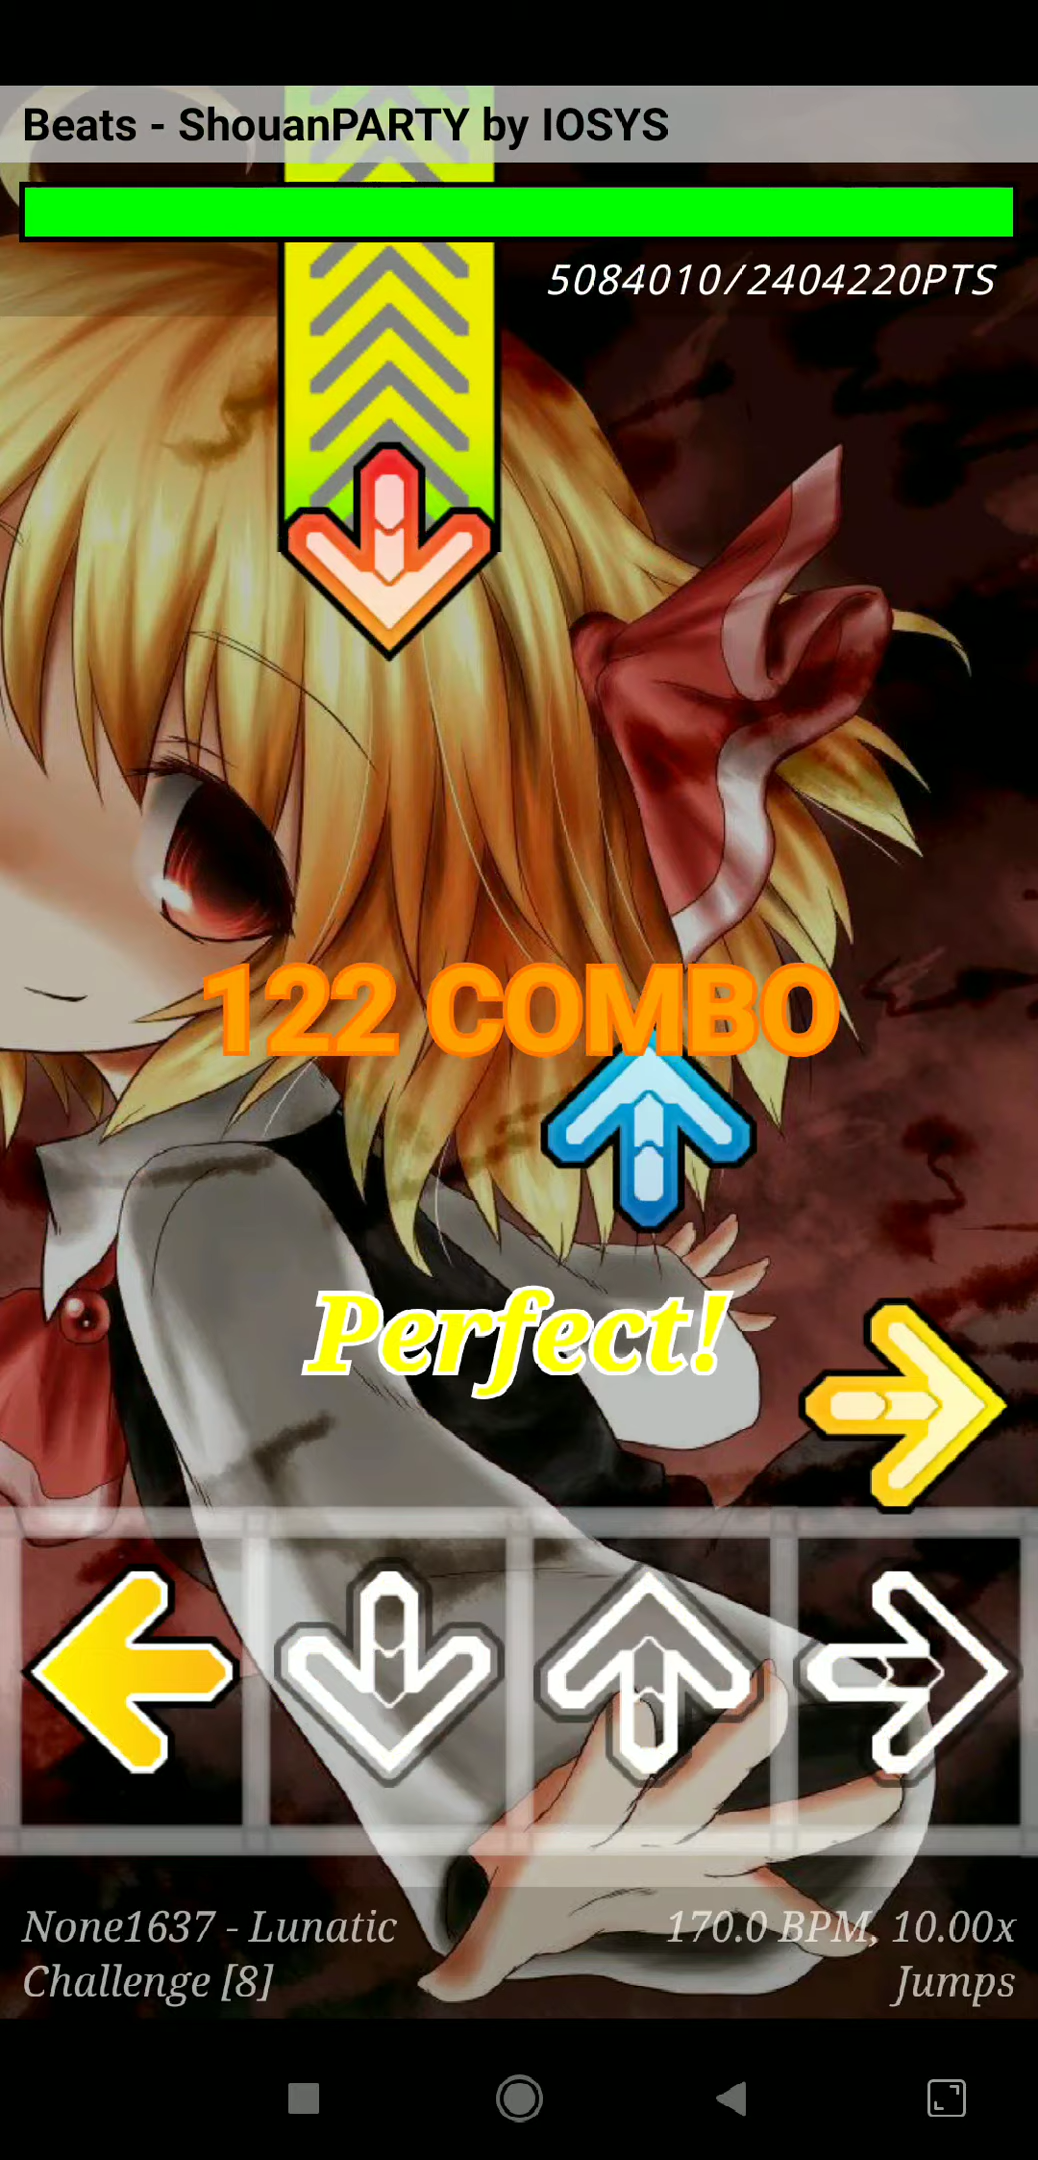 Beats - ShouanPARTY by IOSYS
5084010/2404220PTS
122 COMBO
Perfect!
None1637 - Lunatic
Challenge [8]
170.0 BPM, 10.00x
Jumps